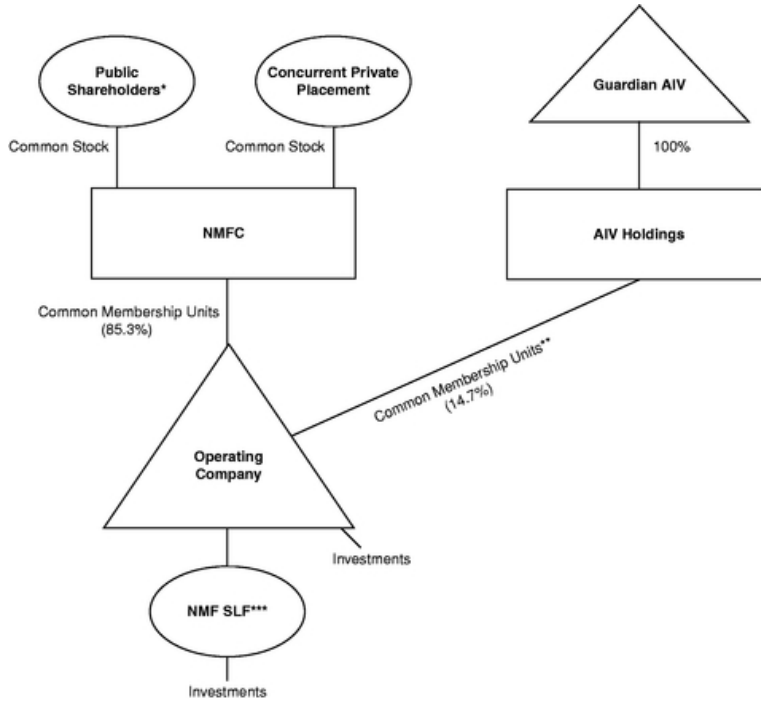 Public
Shareholders*
Concurrent Private
Placement
Guardian AIV
Common Stock
Common Stock
100%
NMFC
AIV Holdings
Common Membership Units
(85.3%)
Common Membership Units**
(14.7%)
Operating
Company
Investments
NMF SLF***
Investments